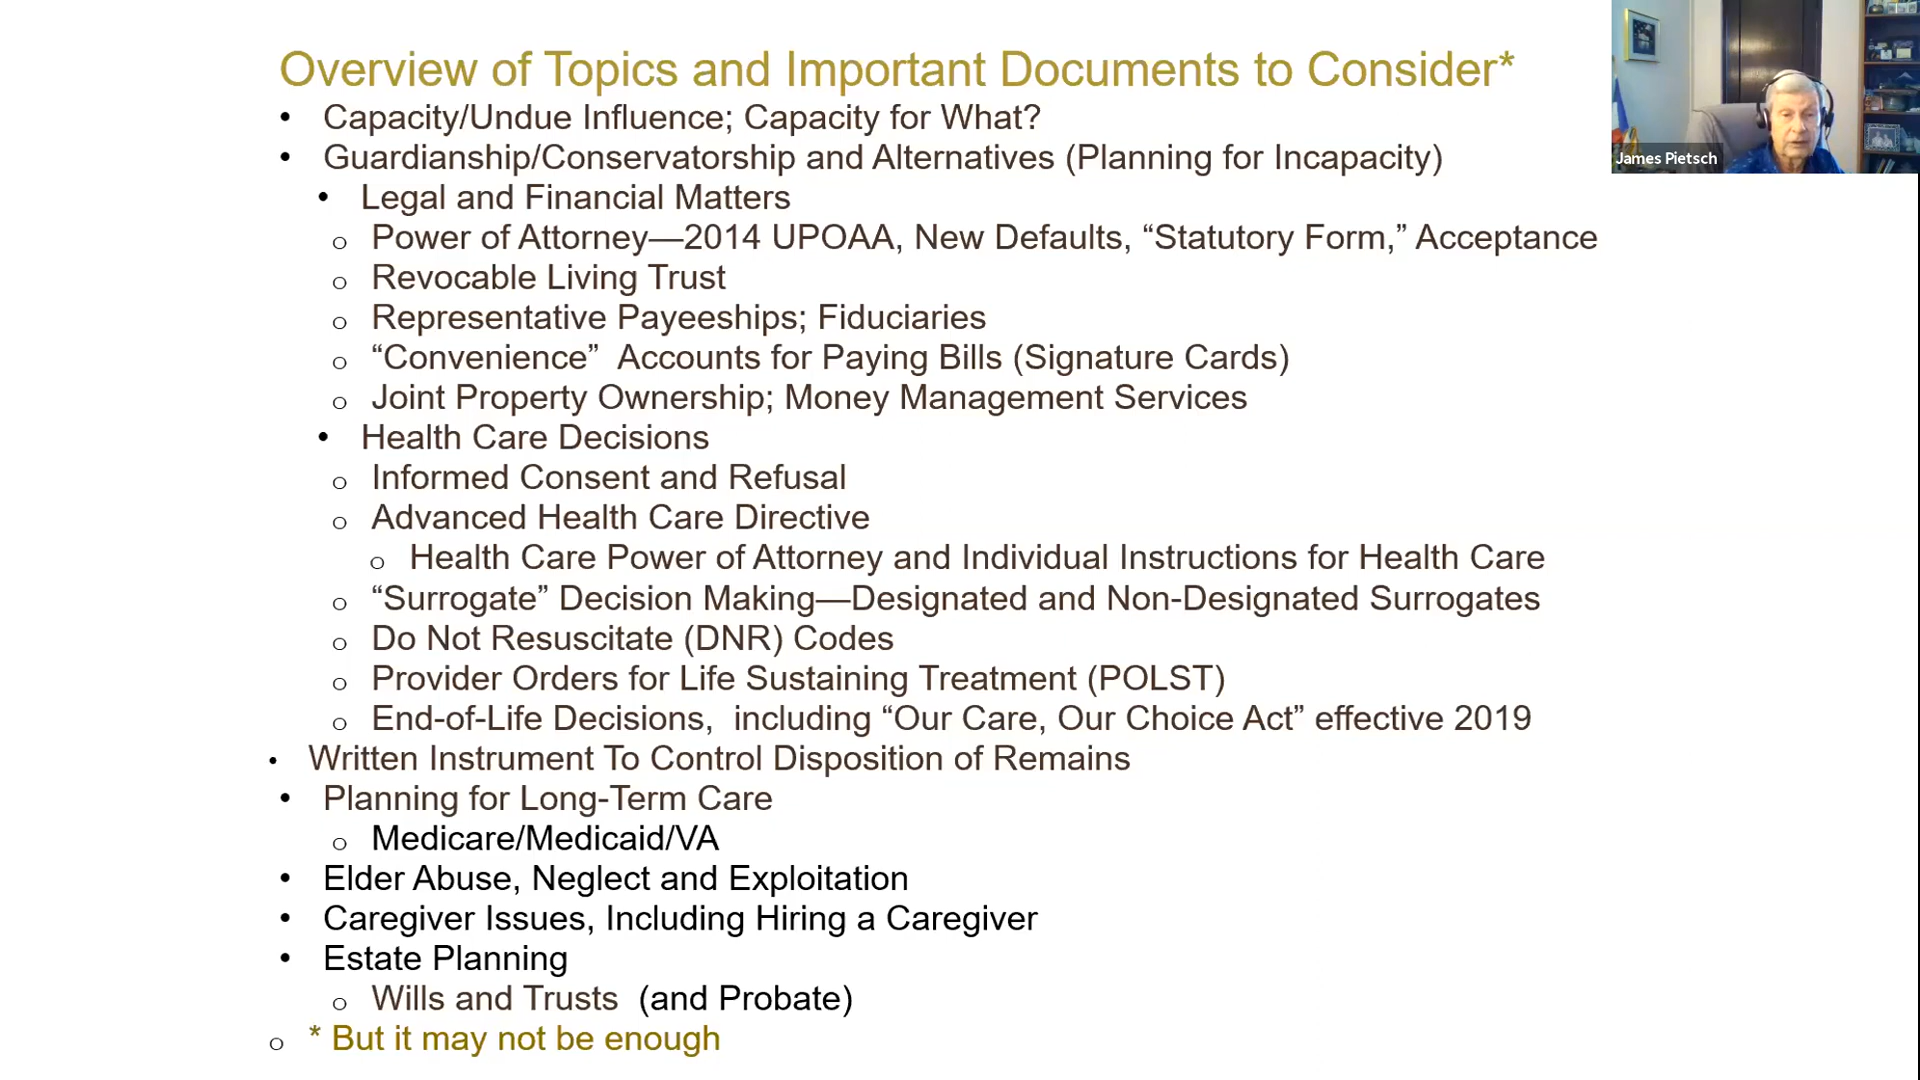 Overview of Topics and Important Documents to Consider*
• Capacity/Undue Influence; Capacity for What?
• Guardianship/Conservatorship and Alternatives (Planning for Incapacity)
• Legal and Financial Matters
o Power of Attorney—2014 UPOAA, New Defaults, “Statutory Form,” Acceptance
o Revocable Living Trust
o Representative Payeeships; Fiduciaries
o “Convenience”  Accounts for Paying Bills (Signature Cards)
o Joint Property Ownership; Money Management Services
• Health Care Decisions
o Informed Consent and Refusal
o Advanced Health Care Directive
o Health Care Power of Attorney and Individual Instructions for Health Care
o “Surrogate” Decision Making—Designated and Non-Designated Surrogates
o Do Not Resuscitate (DNR) Codes
o Provider Orders for Life Sustaining Treatment (POLST)
o End-of-Life Decisions,  including “Our Care, Our Choice Act” effective 2019
• Written Instrument To Control Disposition of Remains
• Planning for Long-Term Care
o Medicare/Medicaid/VA
• Elder Abuse, Neglect and Exploitation
• Caregiver Issues, Including Hiring a Caregiver
• Estate Planning
o Wills and Trusts  (and Probate)
o * But it may not be enough
James Pietsch